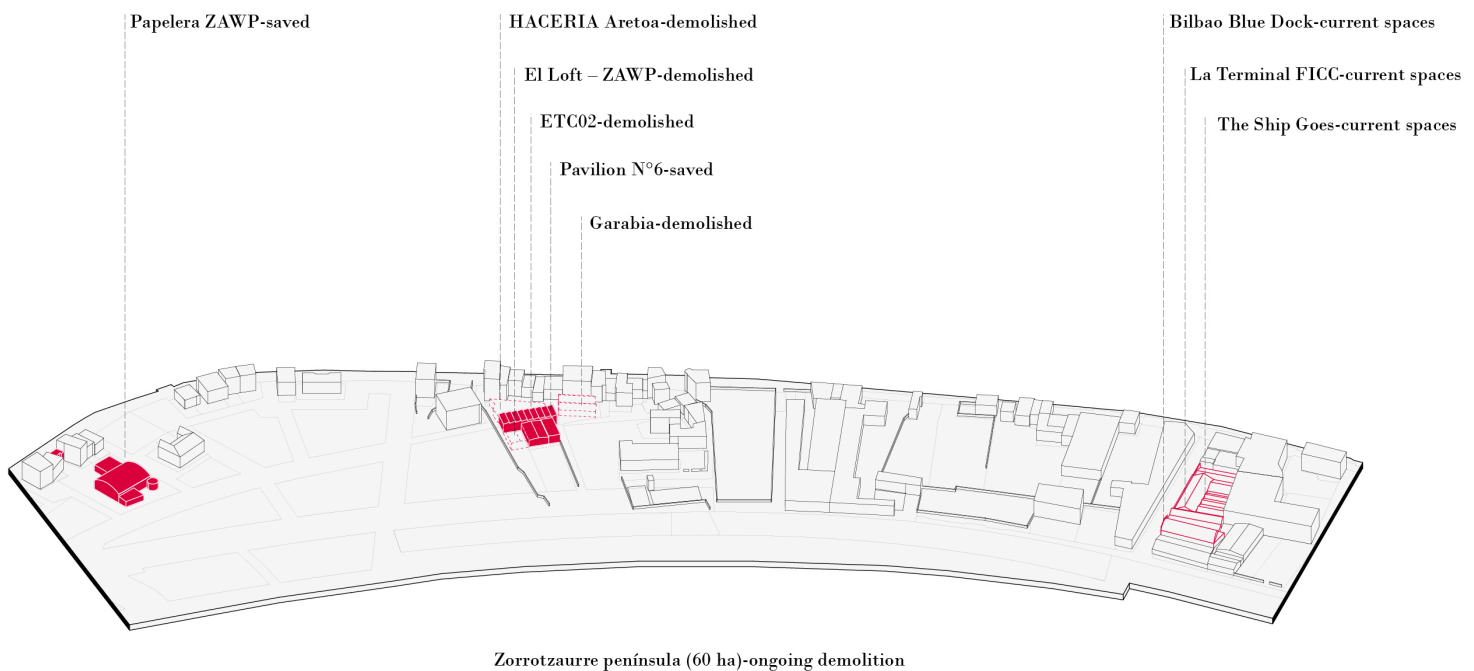 Papelera ZAWP-saved
HACERIA Aretoa-demolished
Bilbao Blue Dock-current spaces
El Loft – ZAWP-demolished
La Terminal FICC-current spaces
ETC02-demolished
The Ship Goes-current spaces
Pavilion N°6-saved
Garabia-demolished
Zorrotzaurre península (60 ha)-ongoing demolition